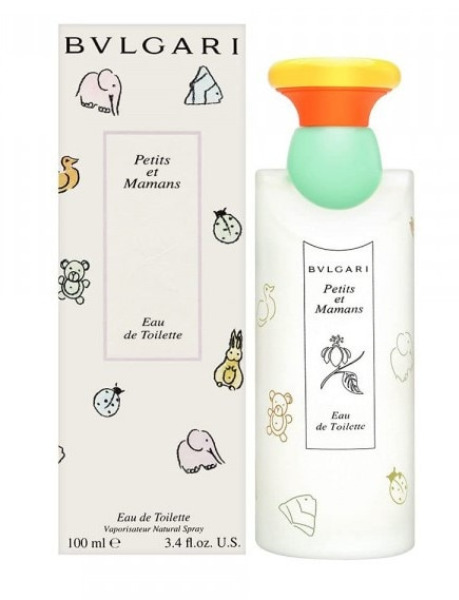 BVLGARI
Petits
et
Mamans
Eau
de Toilette
Eau de Toilette
Vaporisateur Natural Spray
100 ml ℮ 3.4 fl.oz. U.S.
BVLGARI
Petits
et
Mamans
Eau
de Toilette